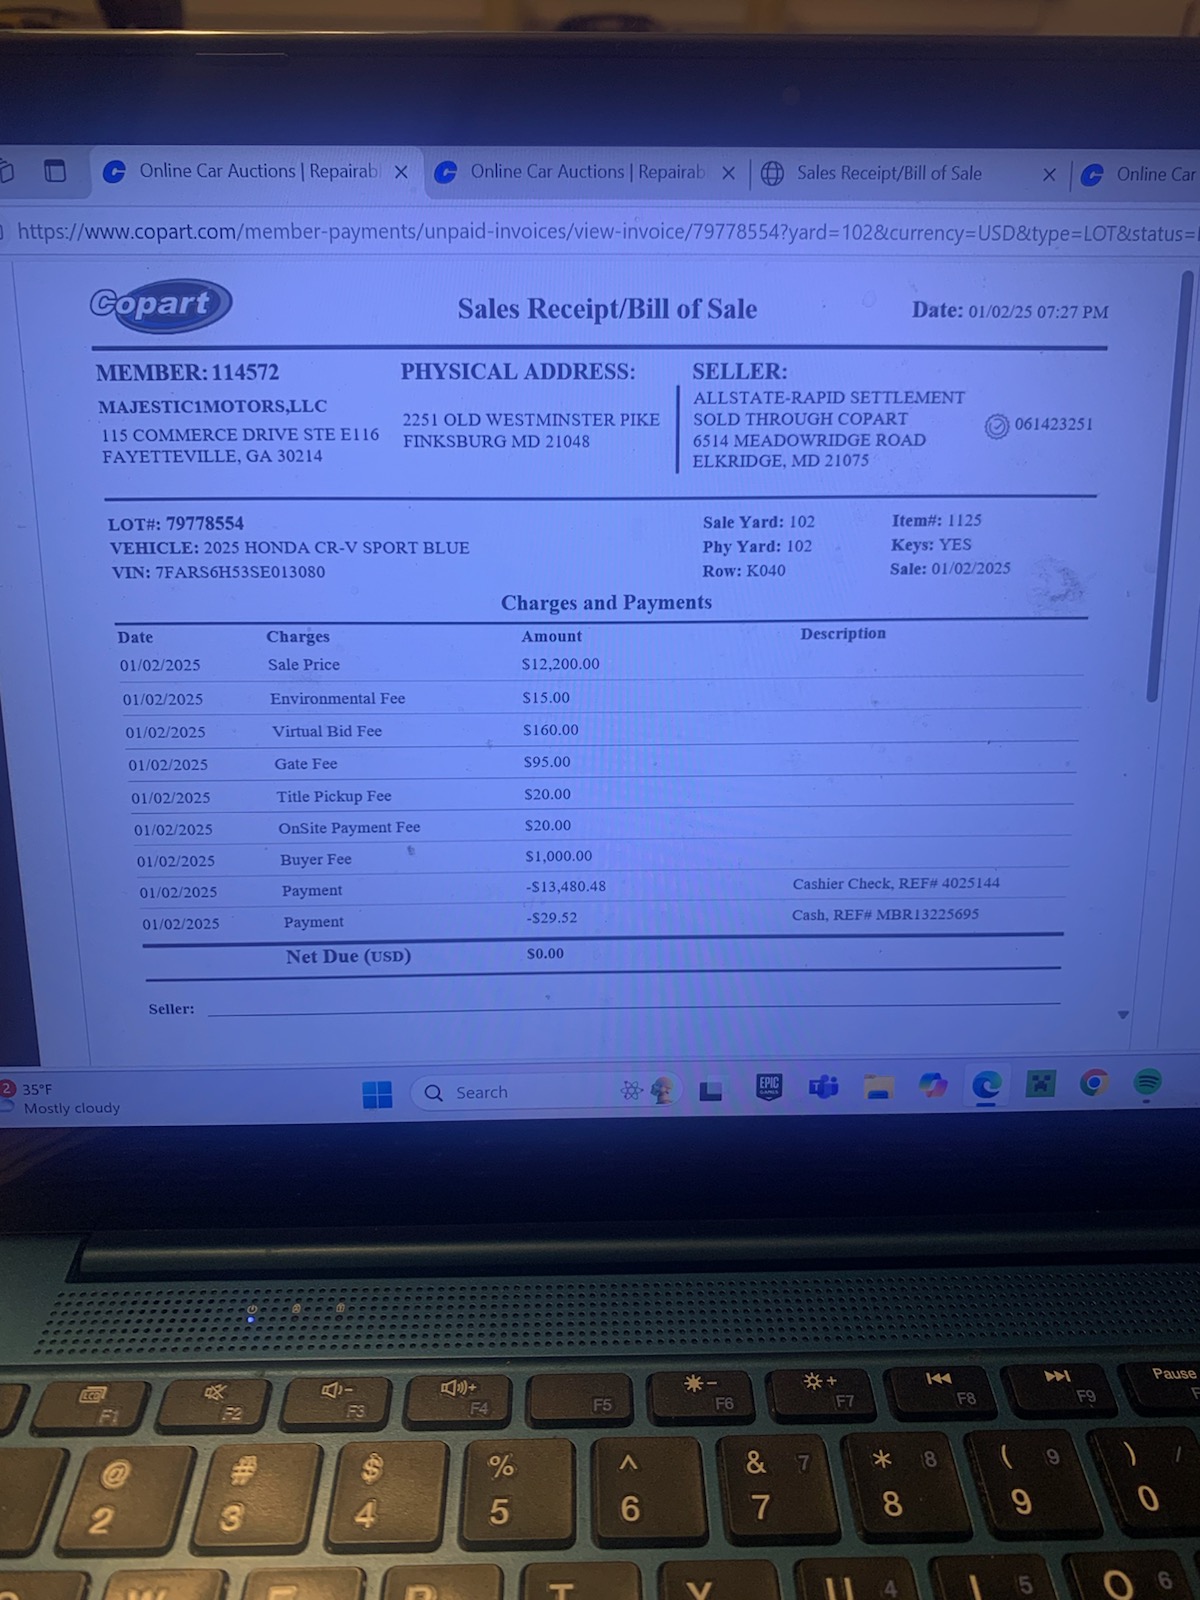 Online Car Auctions | Repairabl
Online Car Auctions | Repairab
Sales Receipt/Bill of Sale
Online Car
https://www.copart.com/member-payments/unpaid-invoices/view-invoice/79778554?yard=102&currency=USD&type=LOT&status=
Copart
Sales Receipt/Bill of Sale
Date: 01/02/25 07:27 PM
MEMBER: 114572
MAJESTIC1MOTORS,LLC
115 COMMERCE DRIVE STE E116
FAYETTEVILLE, GA 30214
PHYSICAL ADDRESS:
2251 OLD WESTMINSTER PIKE
FINKSBURG MD 21048
SELLER:
ALLSTATE-RAPID SETTLEMENT
SOLD THROUGH COPART
6514 MEADOWRIDGE ROAD
ELKRIDGE, MD 21075
061423251
LOT#: 79778554
VEHICLE: 2025 HONDA CR-V SPORT BLUE
VIN: 7FARS6H53SE013080
Sale Yard: 102
Phy Yard: 102
Row: K040
Item#: 1125
Keys: YES
Sale: 01/02/2025
Charges and Payments
Date Charges Amount Description
01/02/2025 Sale Price $12,200.00
01/02/2025 Environmental Fee $15.00
01/02/2025 Virtual Bid Fee $160.00
01/02/2025 Gate Fee $95.00
01/02/2025 Title Pickup Fee $20.00
01/02/2025 OnSite Payment Fee $20.00
01/02/2025 Buyer Fee $1,000.00
01/02/2025 Payment -$13,480.48 Cashier Check, REF# 4025144
01/02/2025 Payment -$29.52 Cash, REF# MBR13225695
Net Due (USD) $0.00
Seller:
2
35°F
Mostly cloudy
Search
EPIC
GAMES
F1 F2 F3 F4 F5 F6 F7 F8 F9 Pause
@ # $ % ^ & 7 * 8 ( 9 ) /
2 3 4 5 6 7 8 9 0
W E R T Y U 4 I 5 O 6